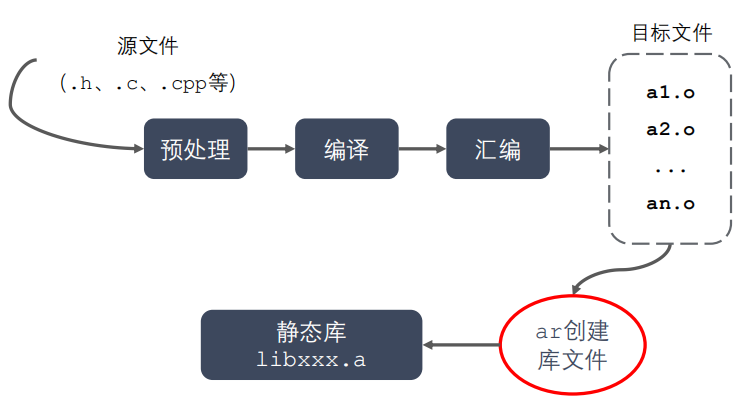 源文件
(.h、.c、.cpp等)
预处理
编译
汇编
目标文件
a1.o
a2.o
...
an.o
ar创建
库文件
静态库
libxxx.a